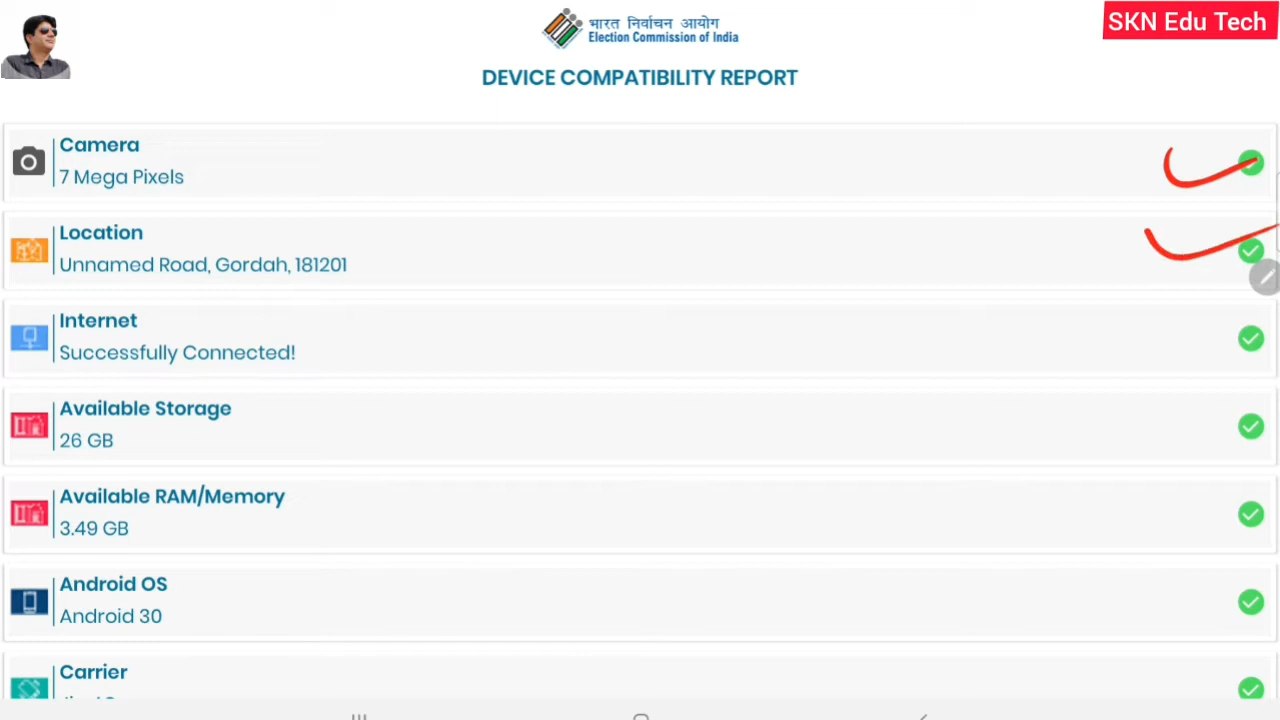 SKN Edu Tech
भारत निर्वाचन आयोग
Election Commission of India
DEVICE COMPATIBILITY REPORT
Camera
7 Mega Pixels
Location
Unnamed Road, Gordah, 181201
Internet
Successfully Connected!
Available Storage
26 GB
Available RAM/Memory
3.49 GB
Android OS
Android 30
Carrier